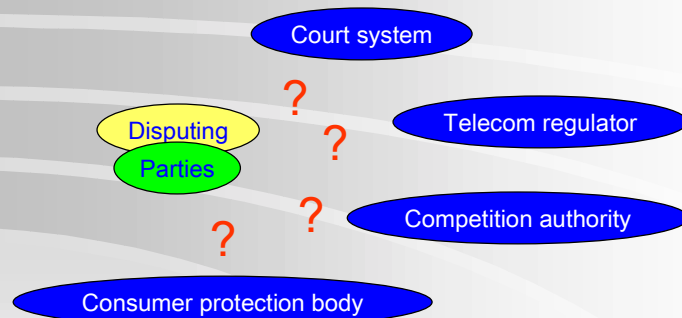 Court system
?
Telecom regulator
Disputing
?
Parties
?
Competition authority
?
Consumer protection body